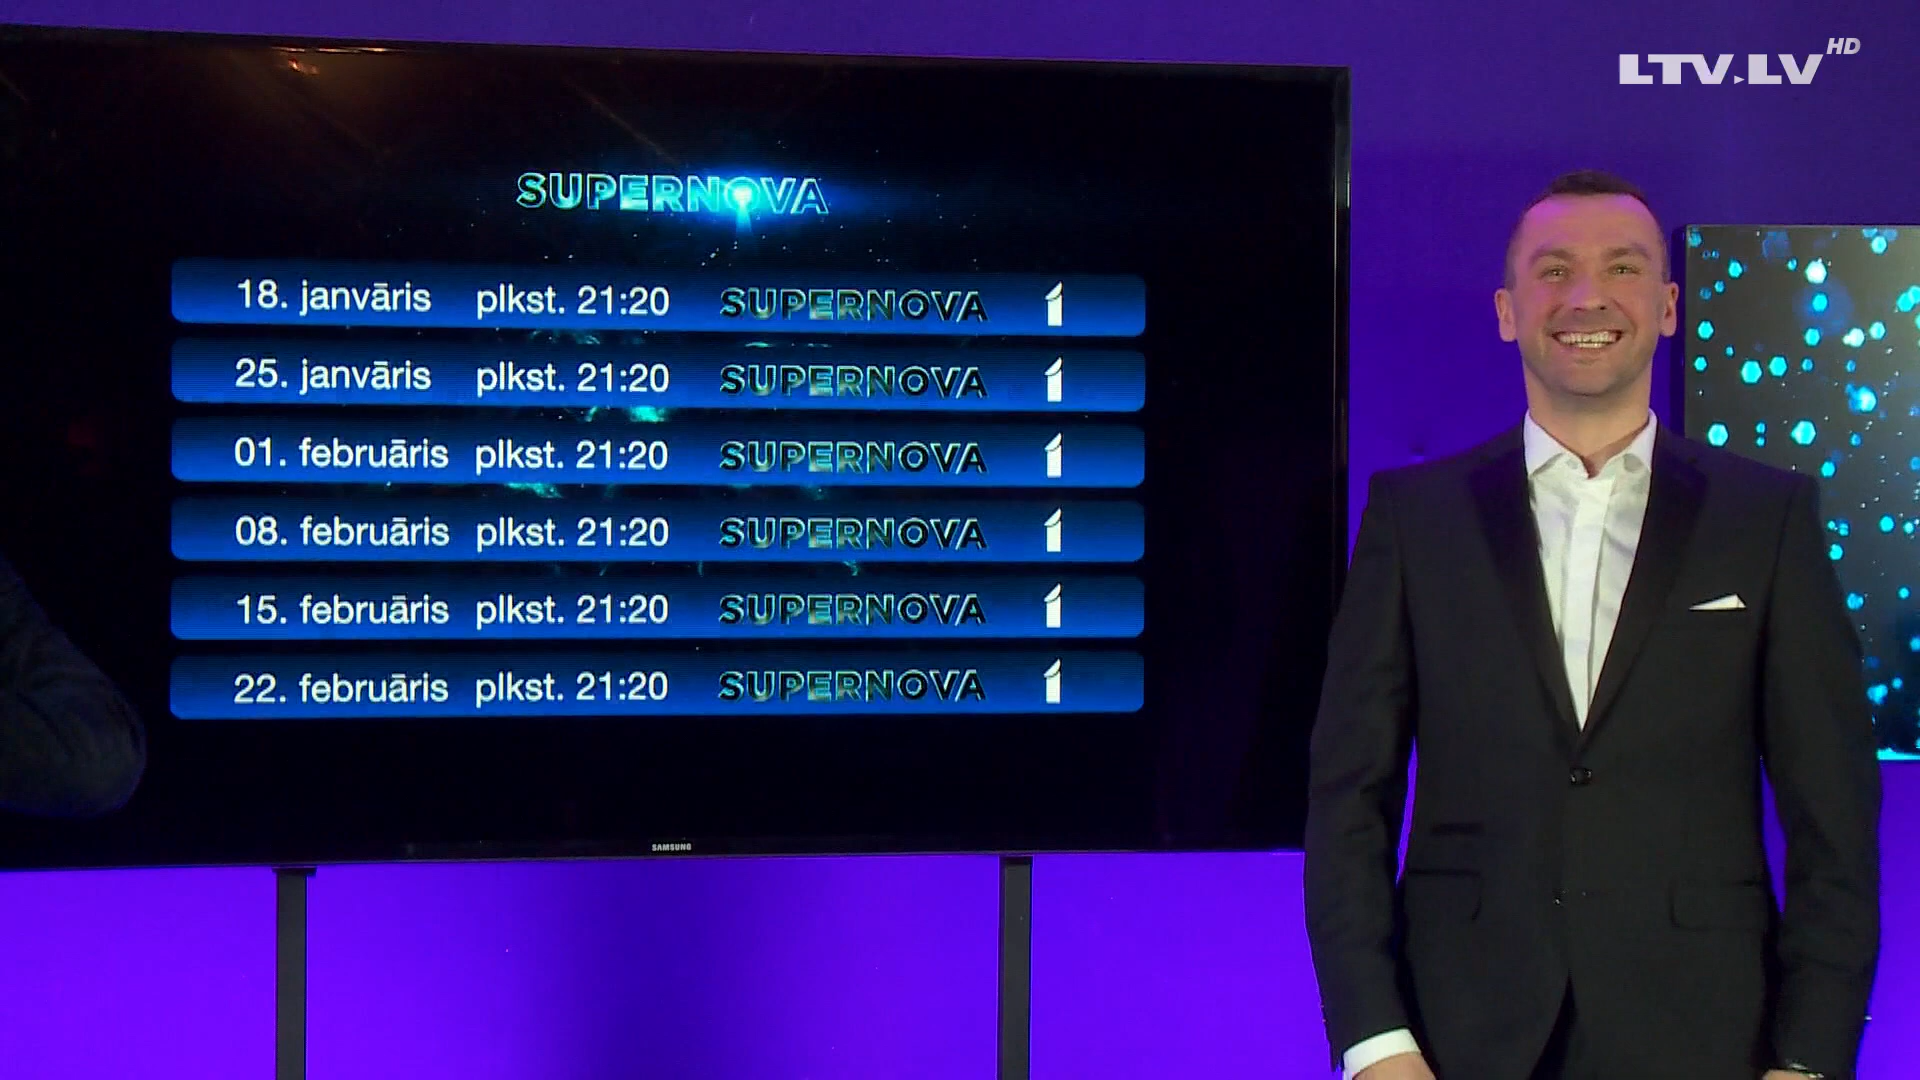 LTV.LV HD
SUPERNOVA
18. janvāris plkst. 21:20 SUPERNOVA 1
25. janvāris plkst. 21:20 SUPERNOVA 1
01. februāris plkst. 21:20 SUPERNOVA 1
08. februāris plkst. 21:20 SUPERNOVA 1
15. februāris plkst. 21:20 SUPERNOVA 1
22. februāris plkst. 21:20 SUPERNOVA 1
SAMSUNG